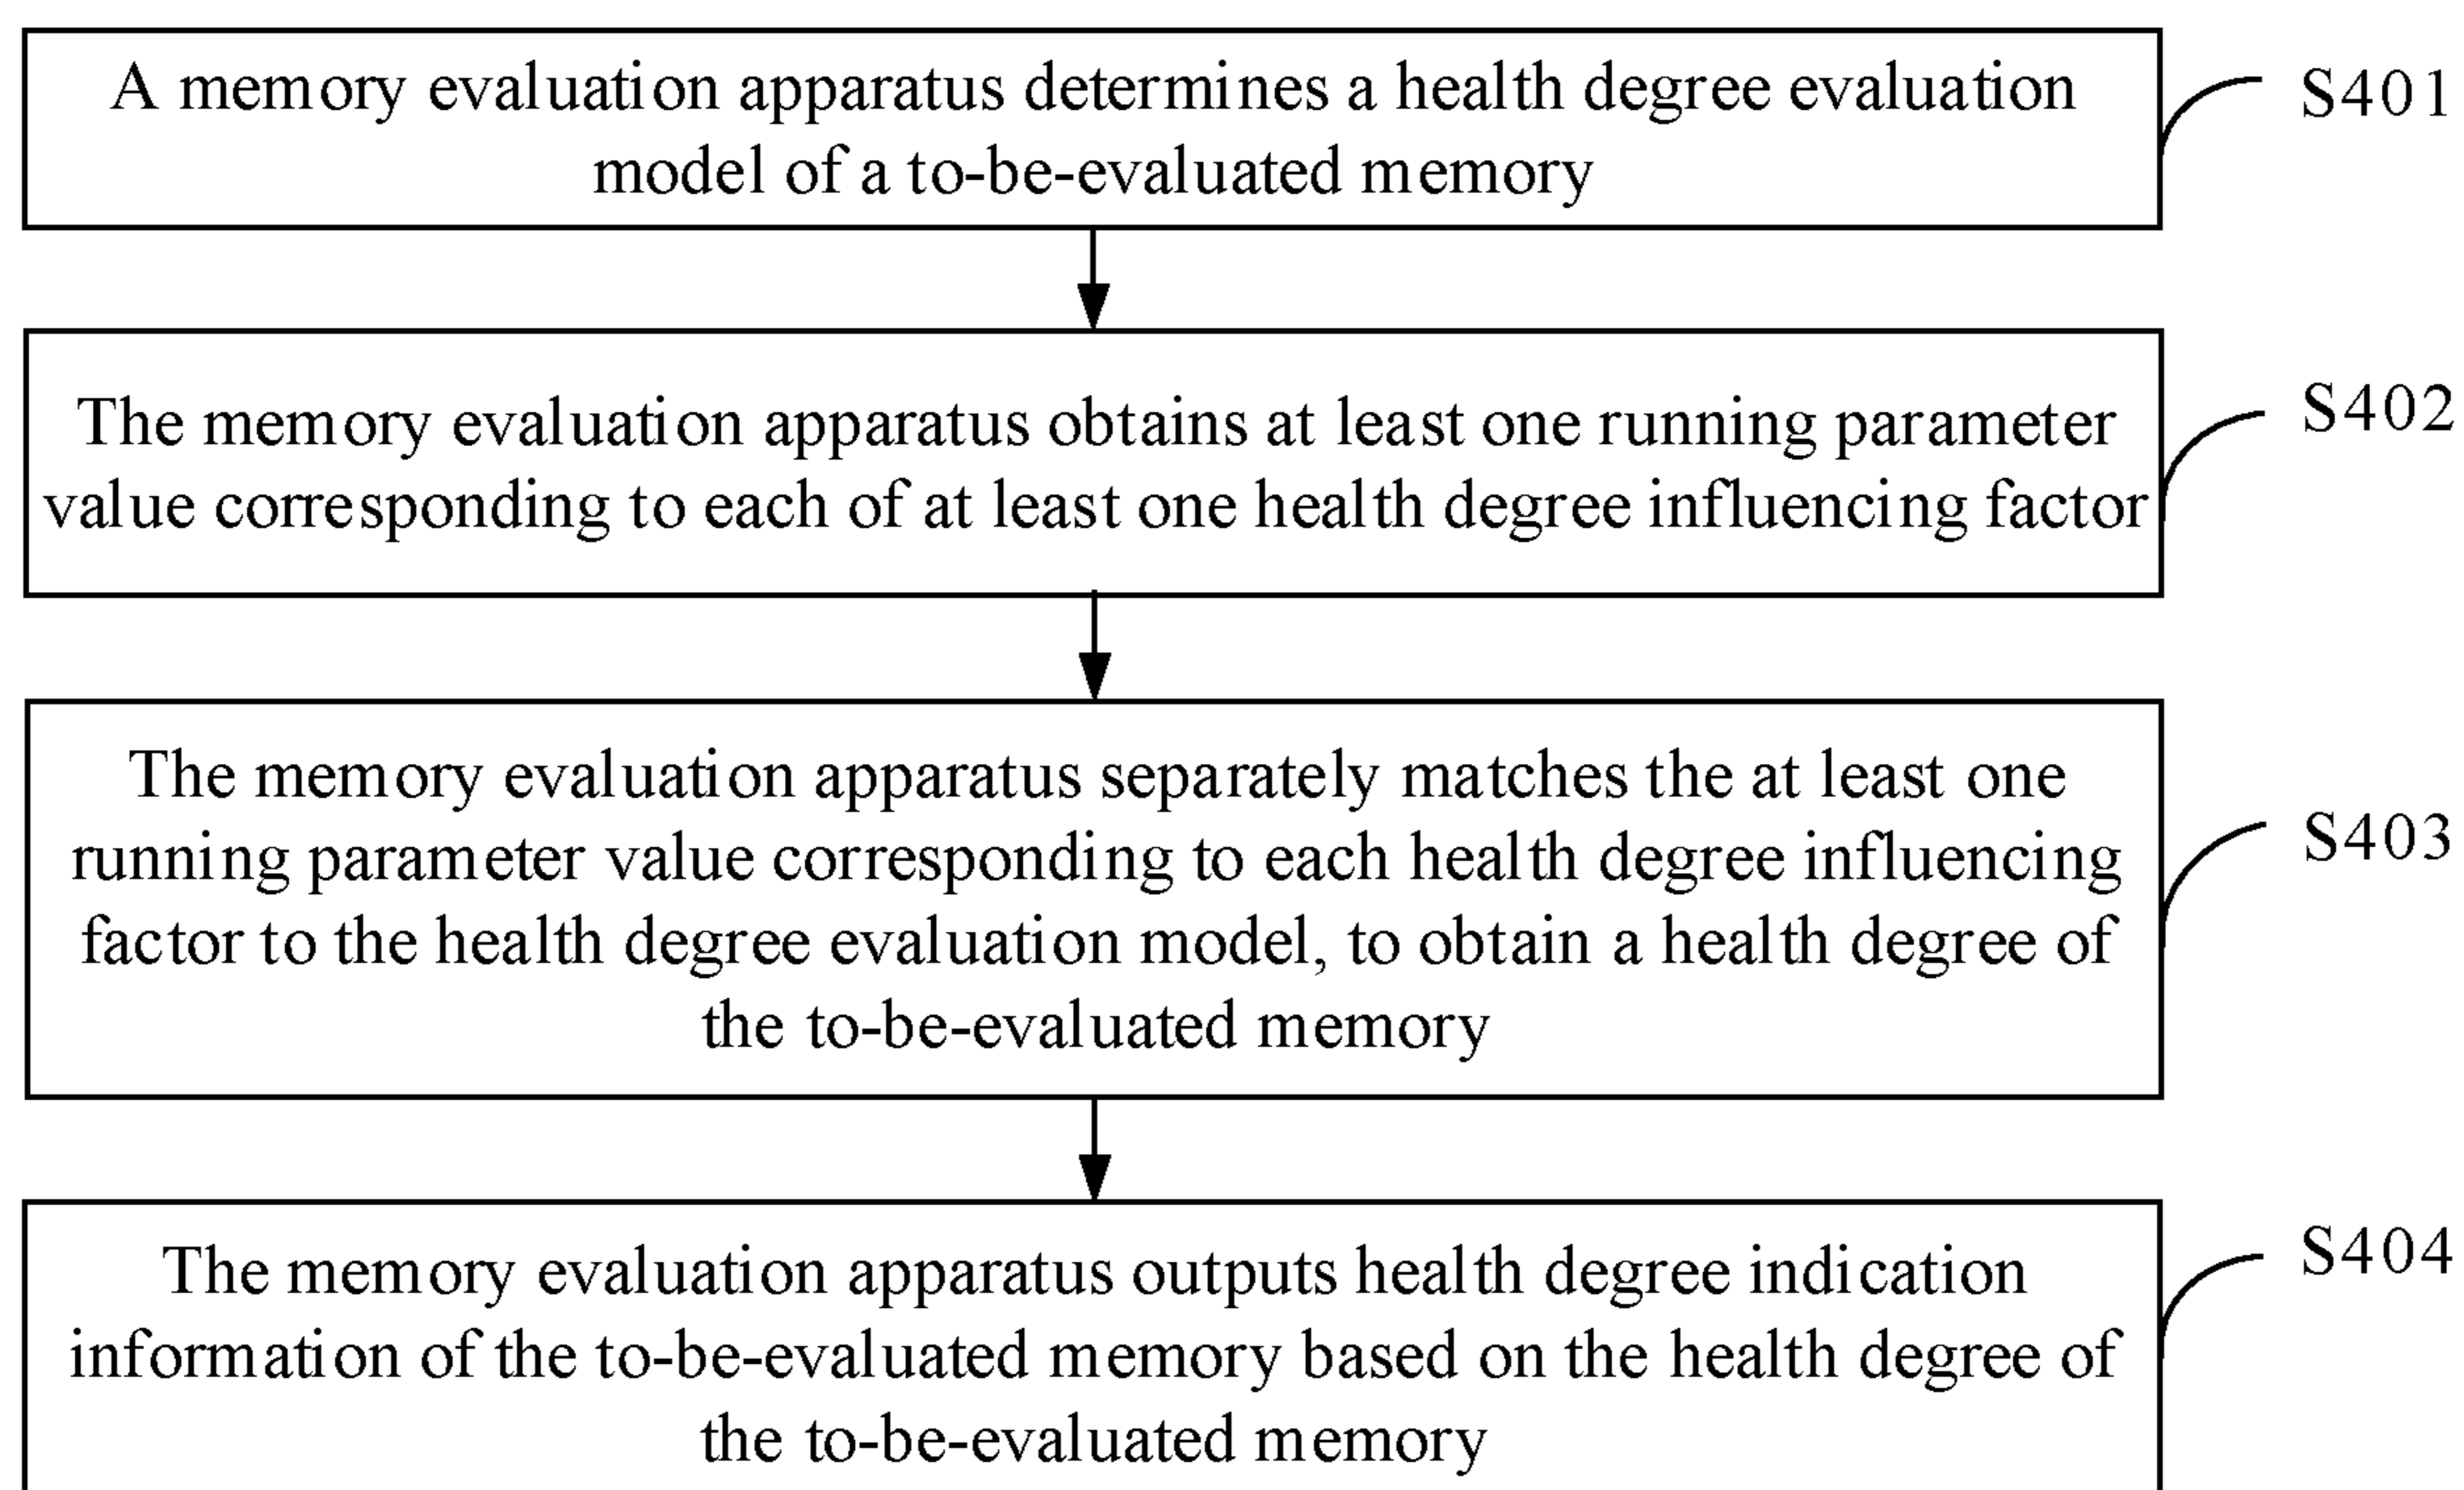 A memory evaluation apparatus determines a health degree evaluation
model of a to-be-evaluated memory
S401
The memory evaluation apparatus obtains at least one running parameter
value corresponding to each of at least one health degree influencing factor
S402
The memory evaluation apparatus separately matches the at least one
running parameter value corresponding to each health degree influencing
factor to the health degree evaluation model, to obtain a health degree of
the to-be-evaluated memory
S403
The memory evaluation apparatus outputs health degree indication
information of the to-be-evaluated memory based on the health degree of
the to-be-evaluated memory
S404